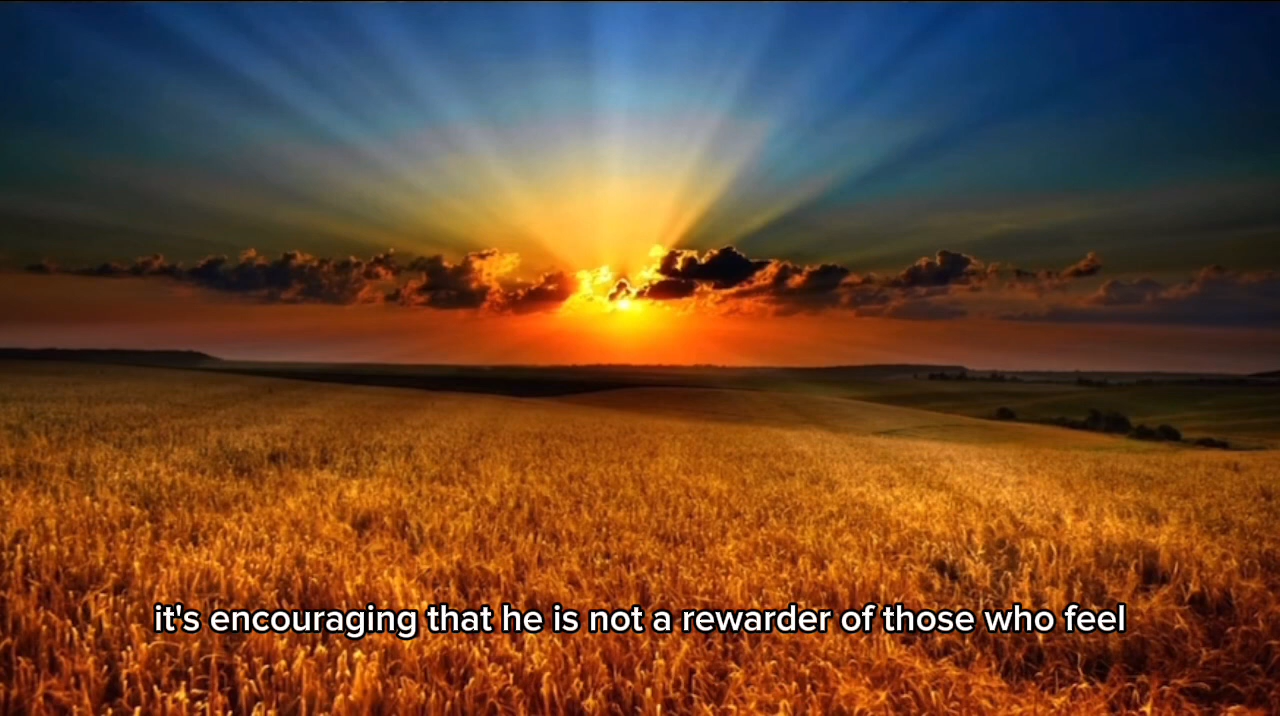 it's encouraging that he is not a rewarder of those who feel